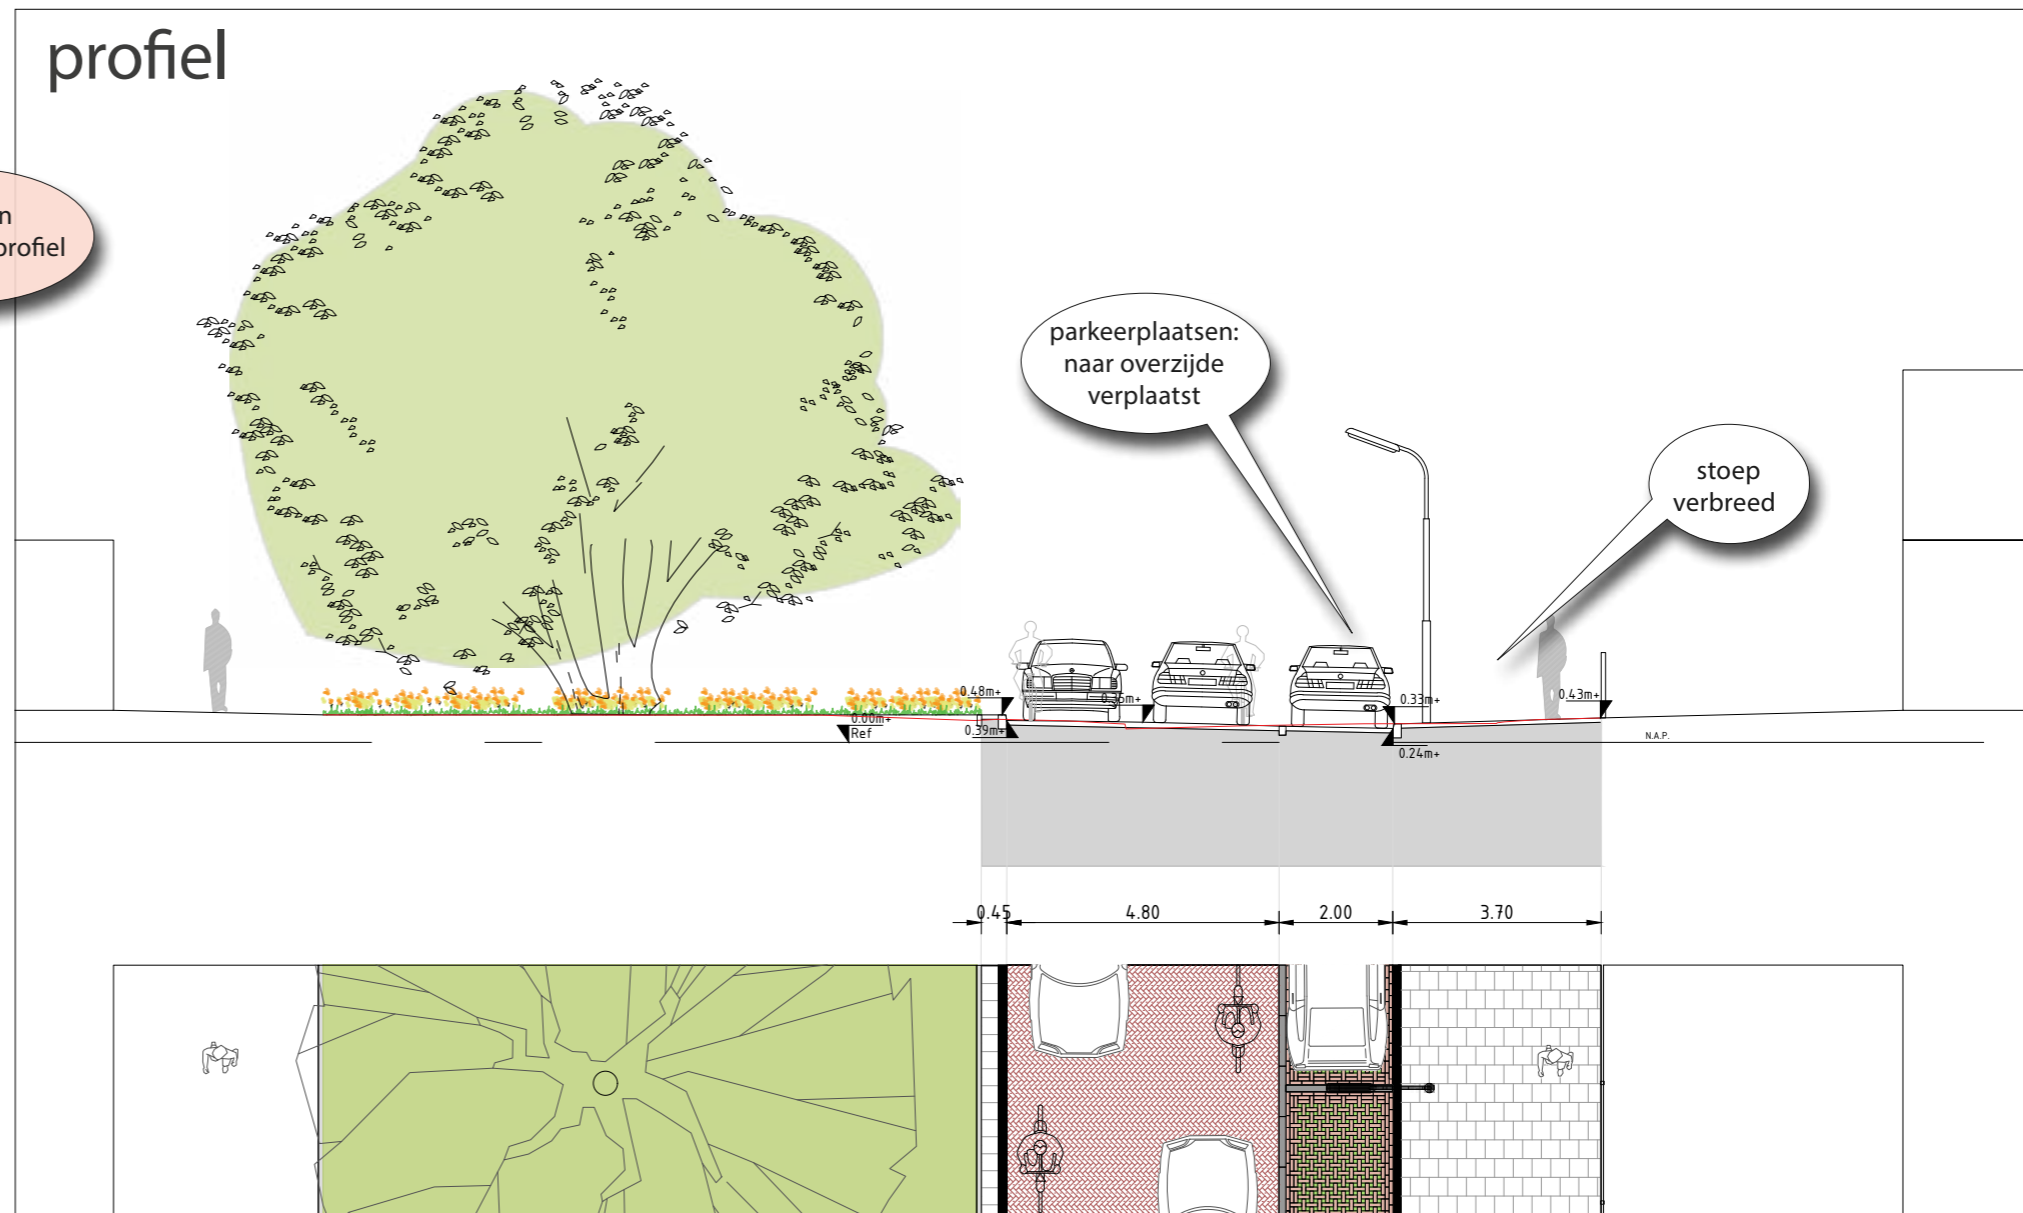 profiel
n
profiel
parkeerplaatsen:
naar overzijde
verplaatst
stoep
verbreed
0.48m+
0.33m+
0.43m+
0.00m+
Ref
0.39m+
0.24m+
N.A.P.
0.45
4.80
2.00
3.70